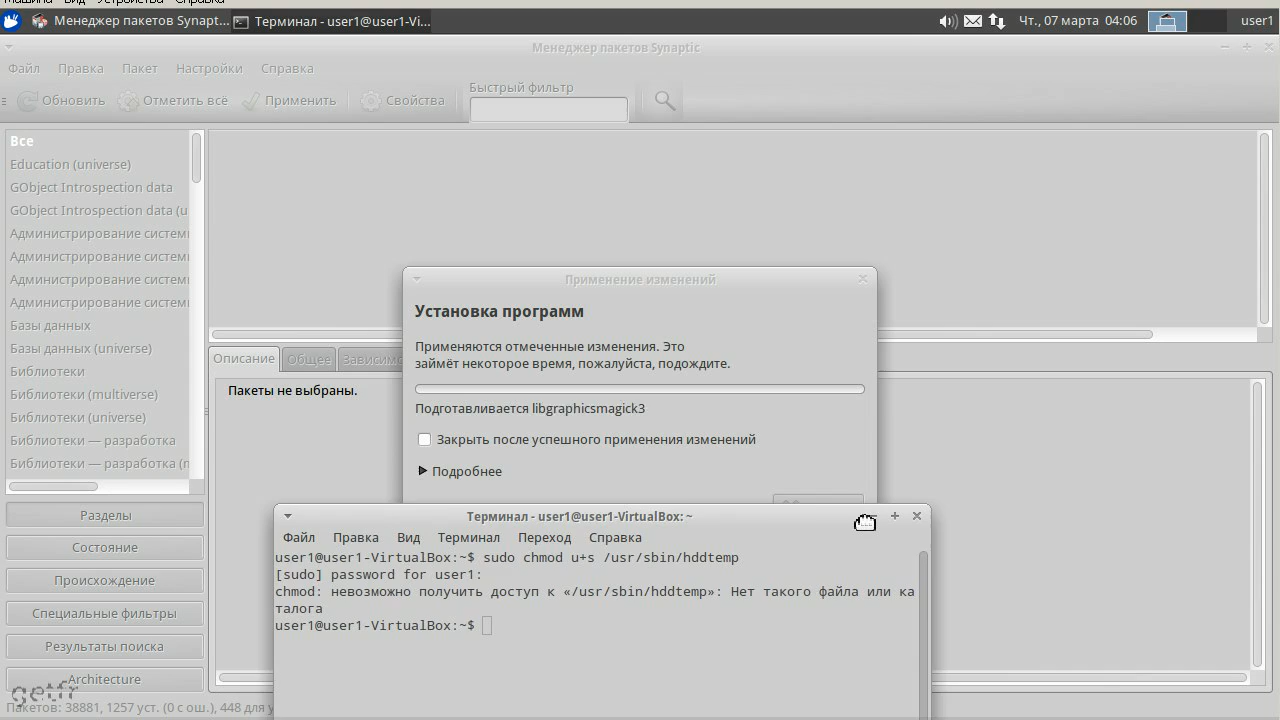 Машина Вид Устройства Справка
Менеджер пакетов Synapt...
Терминал - user1@user1-Vi...
Чт., 07 марта 04:06
user1
Менеджер пакетов Synaptic
Файл Правка Пакет Настройки Справка
Быстрый фильтр
Обновить Отметить всё Применить Свойства
Все
Education (universe)
GObject Introspection data
GObject Introspection data (u
Администрирование систем
Администрирование систем
Администрирование систем
Администрирование систем
Базы данных
Базы данных (universe)
Библиотеки
Библиотеки (multiverse)
Библиотеки (universe)
Библиотеки — разработка
Библиотеки — разработка (m
Разделы
Состояние
Происхождение
Специальные фильтры
Результаты поиска
Architecture
Описание Общее Зависимо
Пакеты не выбраны.
Применение изменений
Установка программ
Применяются отмеченные изменения. Это
займёт некоторое время, пожалуйста, подождите.
Подготавливается libgraphicsmagick3
Закрыть после успешного применения изменений
Подробнее
Терминал - user1@user1-VirtualBox: ~
Файл Правка Вид Терминал Переход Справка
user1@user1-VirtualBox:~$ sudo chmod u+s /usr/sbin/hddtemp
[sudo] password for user1:
chmod: невозможно получить доступ к «/usr/sbin/hddtemp»: Нет такого файла или ка
талога
user1@user1-VirtualBox:~$
getfr
Пакетов: 38881, 1257 уст. (0 с ош.), 448 для у